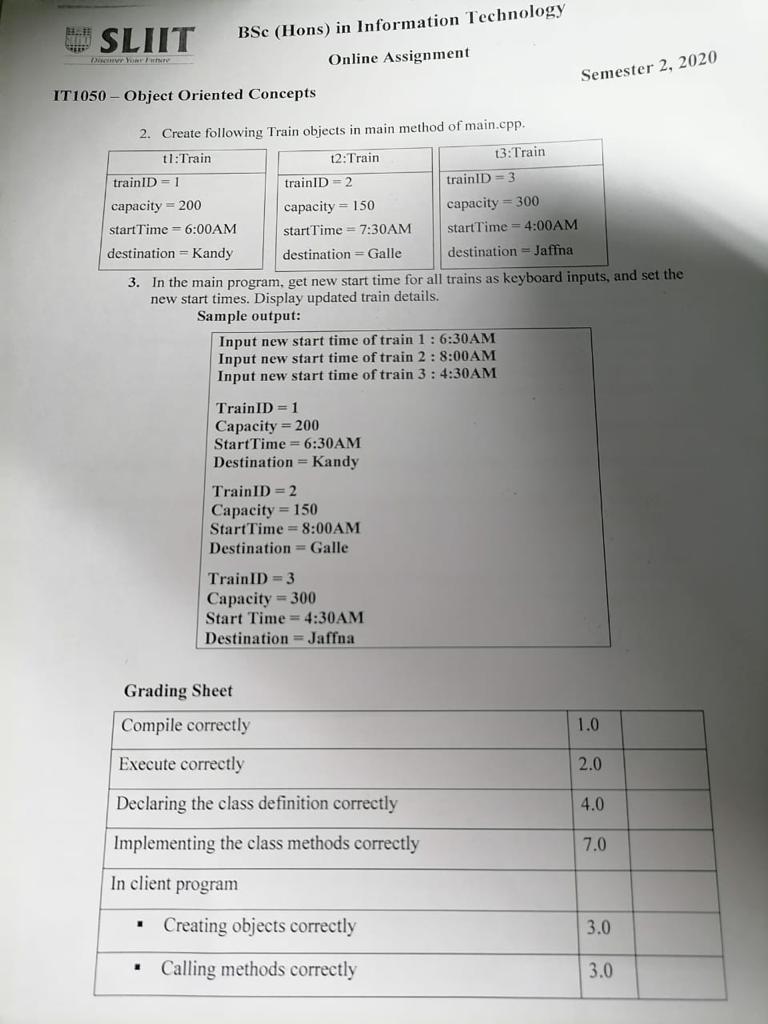 SLIIT
Discover Your Future
BSc (Hons) in Information Technology
Online Assignment
Semester 2, 2020
IT1050 – Object Oriented Concepts
2. Create following Train objects in main method of main.cpp.
t1:Train
trainID = 1
capacity = 200
startTime = 6:00AM
destination = Kandy
t2:Train
trainID = 2
capacity = 150
startTime = 7:30AM
destination = Galle
t3:Train
trainID = 3
capacity = 300
startTime = 4:00AM
destination = Jaffna
3. In the main program, get new start time for all trains as keyboard inputs, and set the
new start times. Display updated train details.
Sample output:
Input new start time of train 1 : 6:30AM
Input new start time of train 2 : 8:00AM
Input new start time of train 3 : 4:30AM
TrainID = 1
Capacity = 200
StartTime = 6:30AM
Destination = Kandy
TrainID = 2
Capacity = 150
StartTime = 8:00AM
Destination = Galle
TrainID = 3
Capacity = 300
Start Time = 4:30AM
Destination = Jaffna
Grading Sheet
Compile correctly 1.0
Execute correctly 2.0
Declaring the class definition correctly 4.0
Implementing the class methods correctly 7.0
In client program
▪ Creating objects correctly 3.0
▪ Calling methods correctly 3.0